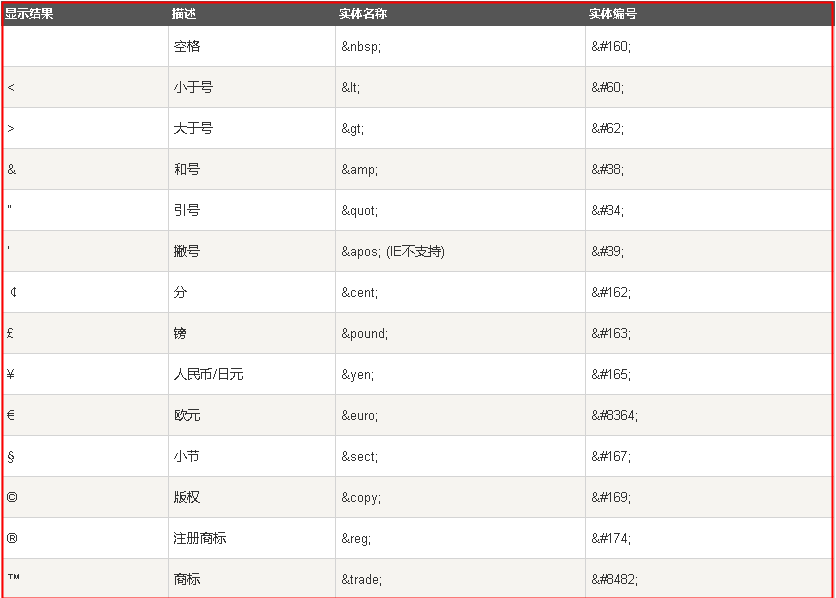 显示结果 描述 实体名称 实体编号
空格 &nbsp; &#160;
< 小于号 &lt; &#60;
> 大于号 &gt; &#62;
& 和号 &amp; &#38;
" 引号 &quot; &#34;
' 撇号 &apos; (IE不支持) &#39;
￠ 分 &cent; &#162;
£ 镑 &pound; &#163;
¥ 人民币/日元 &yen; &#165;
€ 欧元 &euro; &#8364;
§ 小节 &sect; &#167;
© 版权 &copy; &#169;
® 注册商标 &reg; &#174;
™ 商标 &trade; &#8482;